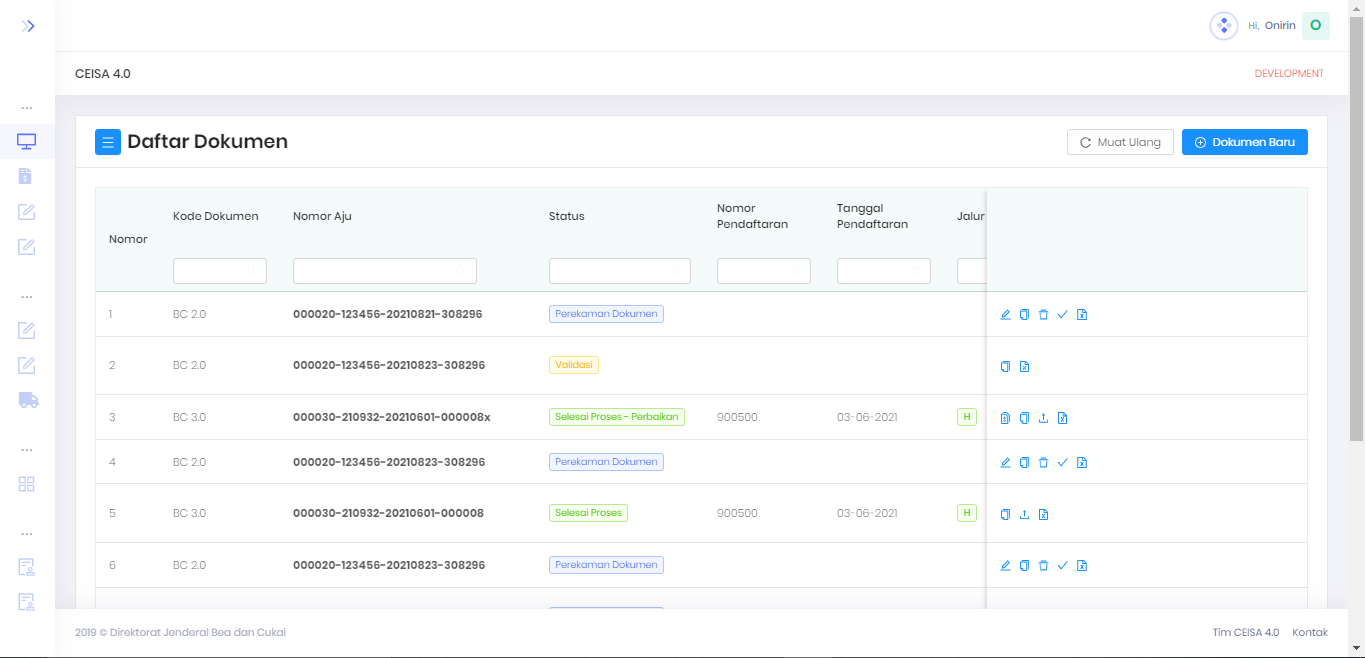 Hi, Onirin O
CEISA 4.0 DEVELOPMENT
Daftar Dokumen Muat Ulang Dokumen Baru
Nomor Kode Dokumen Nomor Aju Status Nomor Pendaftaran Tanggal Pendaftaran Jalur
1 BC 2.0 000020-123456-20210821-308296 Perekaman Dokumen
2 BC 2.0 000020-123456-20210823-308296 Validasi
3 BC 3.0 000030-210932-20210601-000008x Selesai Proses - Perbaikan 900500 03-06-2021 H
4 BC 2.0 000020-123456-20210823-308296 Perekaman Dokumen
5 BC 3.0 000030-210932-20210601-000008 Selesai Proses 900500 03-06-2021 H
6 BC 2.0 000020-123456-20210823-308296 Perekaman Dokumen
2019 © Direktorat Jenderal Bea dan Cukai Tim CEISA 4.0 Kontak